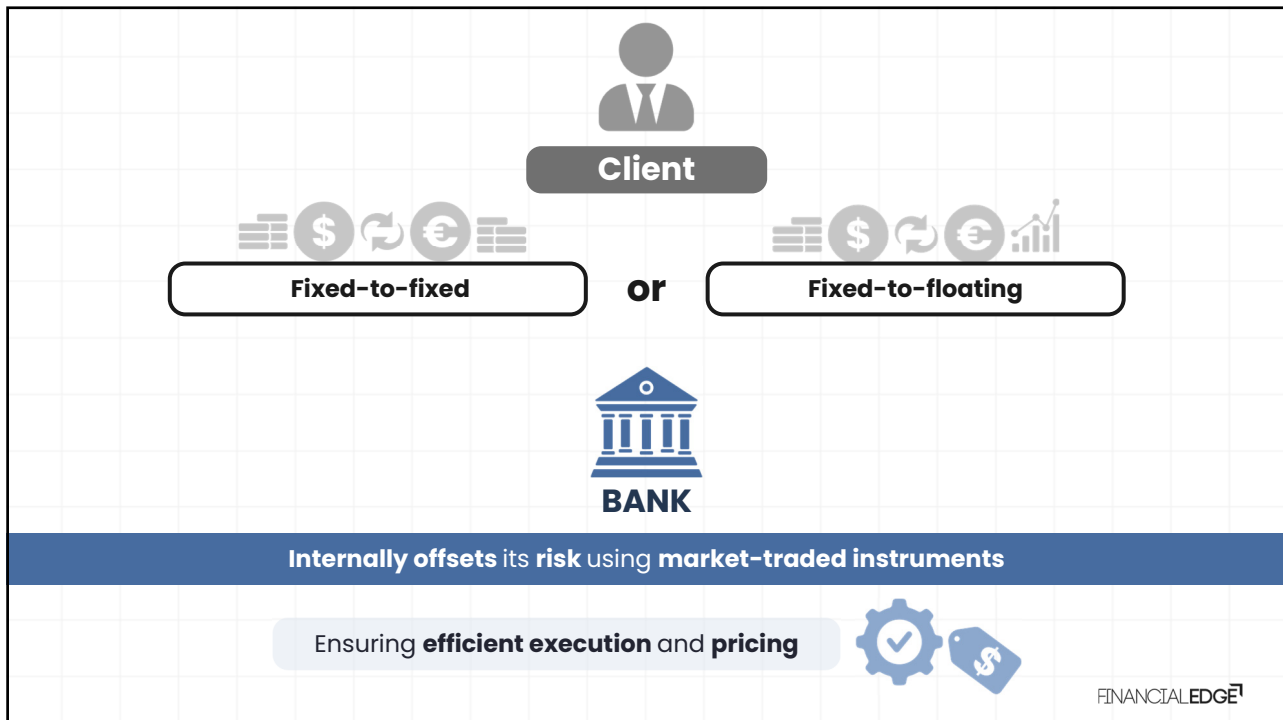 Client
$ €
$ €
Fixed-to-fixed
or
Fixed-to-floating
BANK
Internally offsets its risk using market-traded instruments
Ensuring efficient execution and pricing
$
FINANCIALEDGE